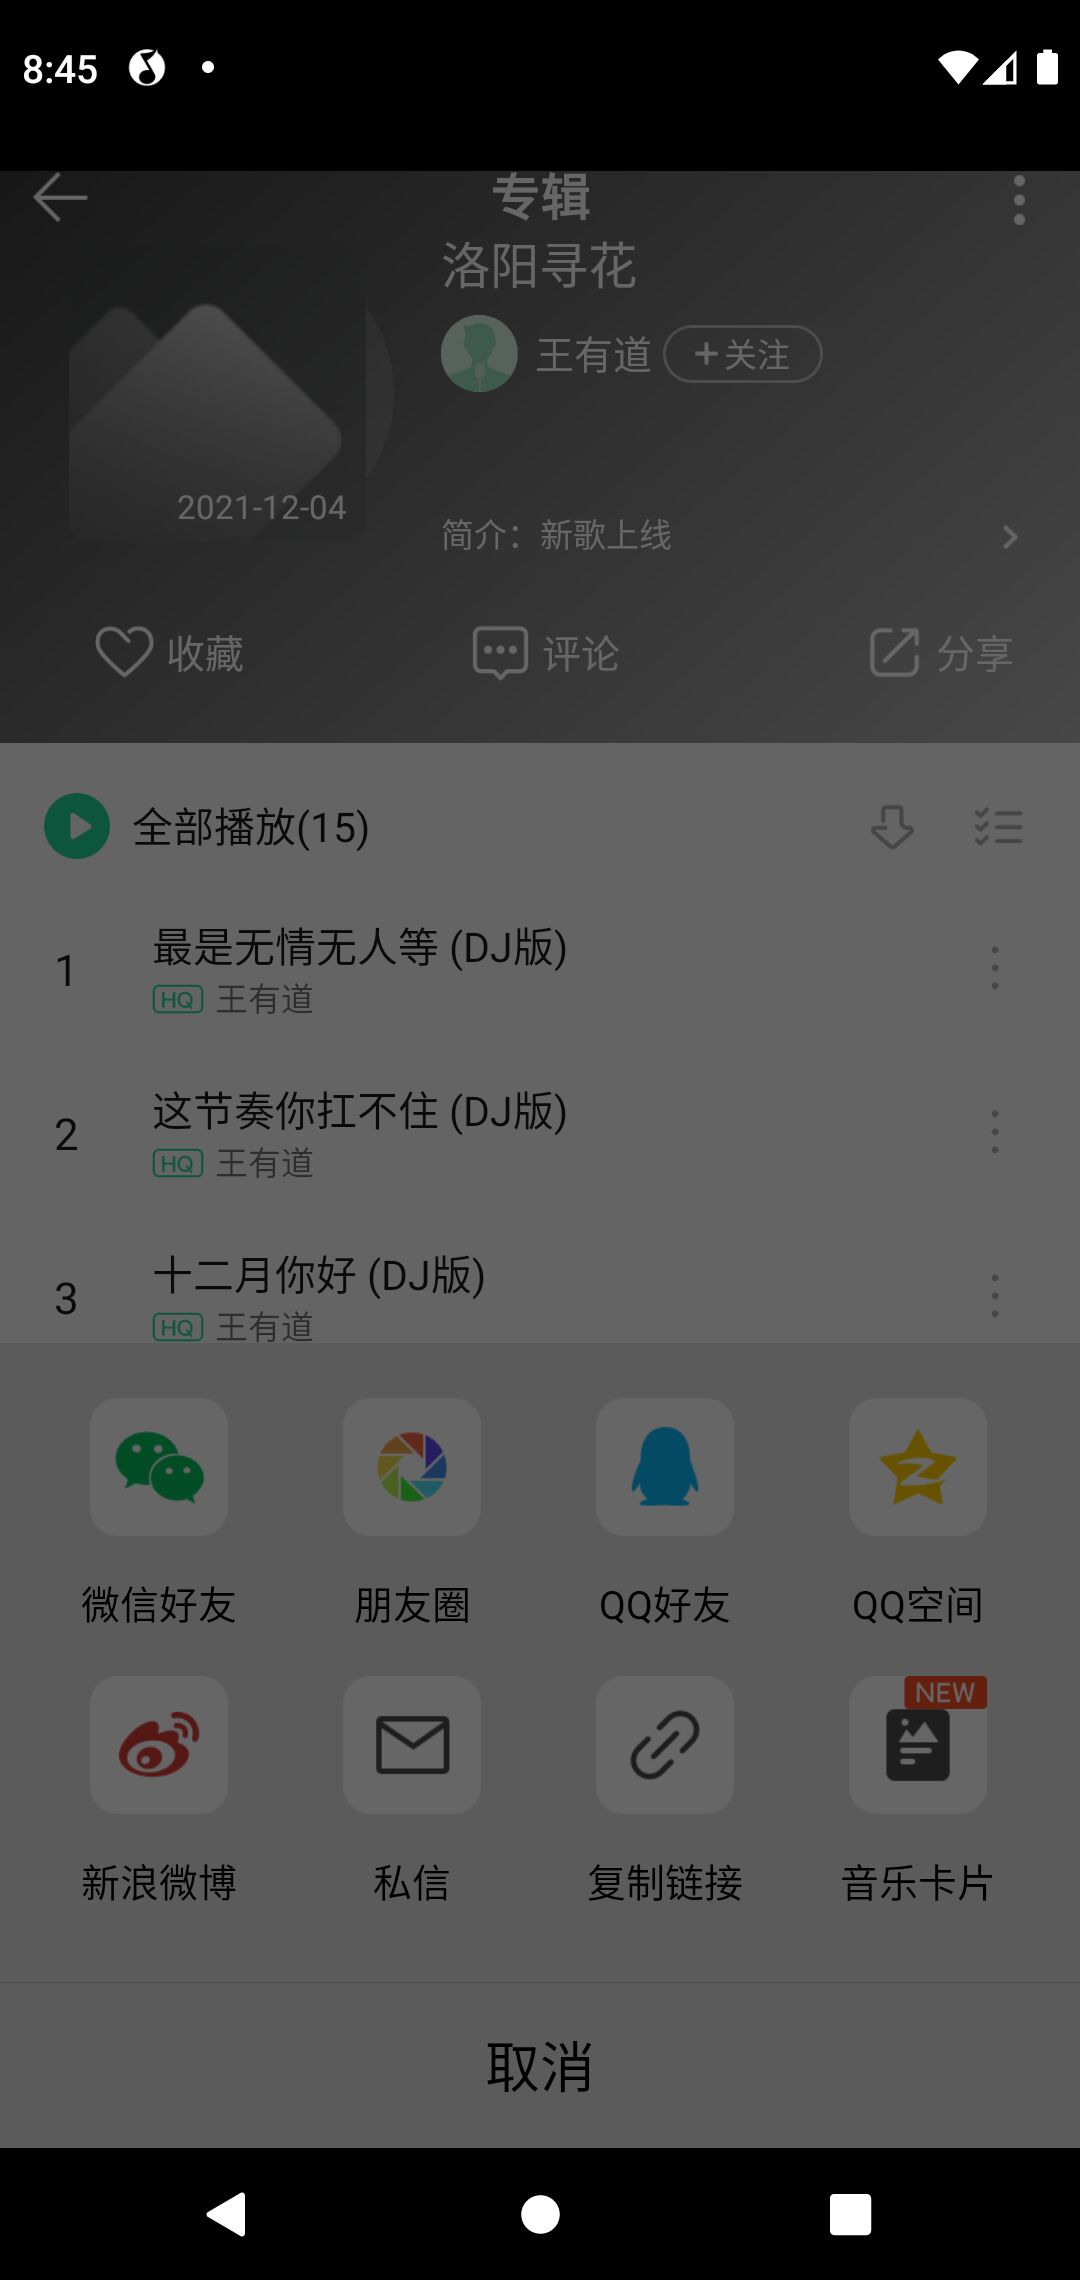 8:45
专辑
洛阳寻花
王有道 +关注
2021-12-04
简介：新歌上线
收藏 评论 分享
全部播放(15)
1 最是无情无人等 (DJ版)
HQ 王有道
2 这节奏你扛不住 (DJ版)
HQ 王有道
3 十二月你好 (DJ版)
HQ 王有道
微信好友 朋友圈 QQ好友 QQ空间
NEW
新浪微博 私信 复制链接 音乐卡片
取消